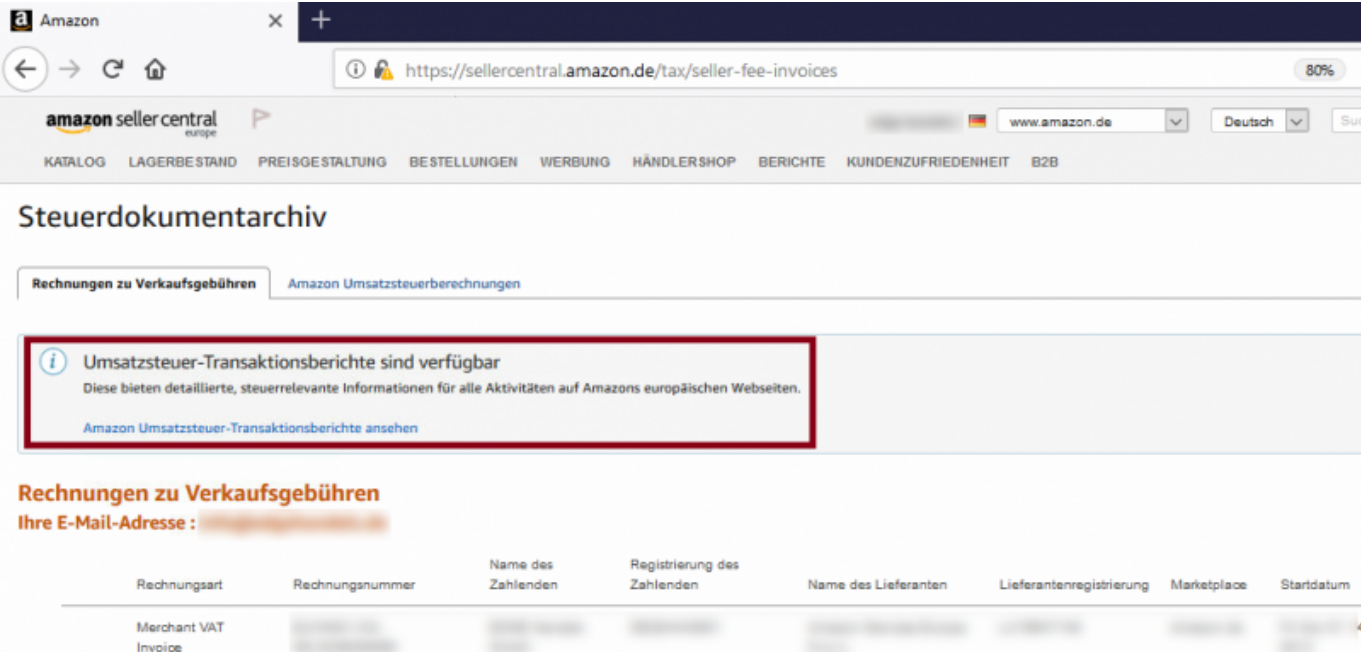 Amazon
https://sellercentral.amazon.de/tax/seller-fee-invoices
80%
amazon seller central
europe
www.amazon.de
Deutsch
KATALOG LAGERBESTAND PREISGESTALTUNG BESTELLUNGEN WERBUNG HÄNDLERSHOP BERICHTE KUNDENZUFRIEDENHEIT B2B
Steuerdokumentarchiv
Rechnungen zu Verkaufsgebühren Amazon Umsatzsteuerberechnungen
Umsatzsteuer-Transaktionsberichte sind verfügbar
Diese bieten detaillierte, steuerrelevante Informationen für alle Aktivitäten auf Amazons europäischen Webseiten.
Amazon Umsatzsteuer-Transaktionsberichte ansehen
Rechnungen zu Verkaufsgebühren
Ihre E-Mail-Adresse :
Rechnungsart Rechnungsnummer Name des Zahlenden Registrierung des Zahlenden Name des Lieferanten Lieferantenregistrierung Marketplace Startdatum
Merchant VAT
Invoice